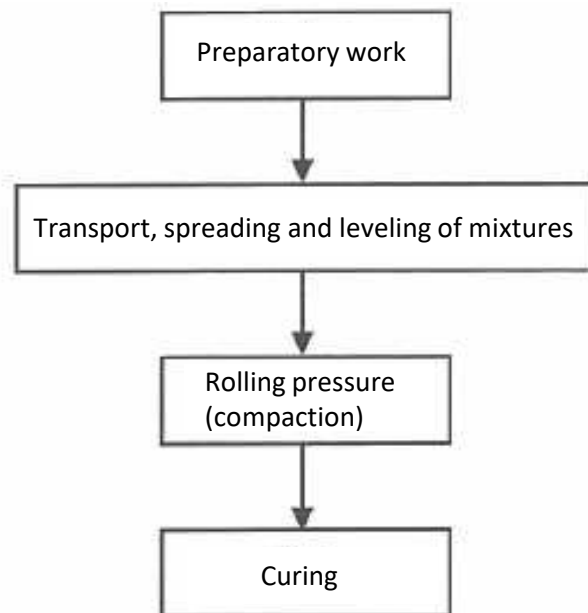 Preparatory work
Transport, spreading and leveling of mixtures
Rolling pressure
(compaction)
Curing